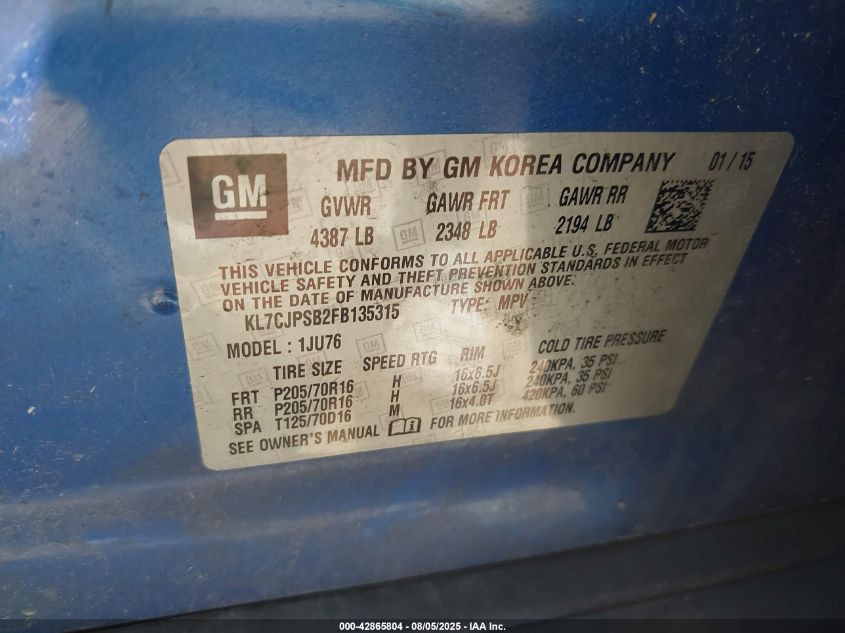 GM
MFD BY GM KOREA COMPANY 01/15
GVWR GAWR FRT GAWR RR
4387 LB 2348 LB 2194 LB
THIS VEHICLE CONFORMS TO ALL APPLICABLE U.S. FEDERAL MOTOR
VEHICLE SAFETY AND THEFT PREVENTION STANDARDS IN EFFECT
ON THE DATE OF MANUFACTURE SHOWN ABOVE.
KL7CJPSB2FB135315 TYPE: MPV
MODEL : 1JU76
TIRE SIZE SPEED RTG RIM COLD TIRE PRESSURE
FRT P205/70R16 H 16x6.5J 240KPA, 35 PSI
RR P205/70R16 H 16x6.5J 240KPA, 35 PSI
SPA T125/70D16 M 16x4.0T 420KPA, 60 PSI
SEE OWNER'S MANUAL FOR MORE INFORMATION.
000-42865804 - 08/05/2025 - IAA Inc.